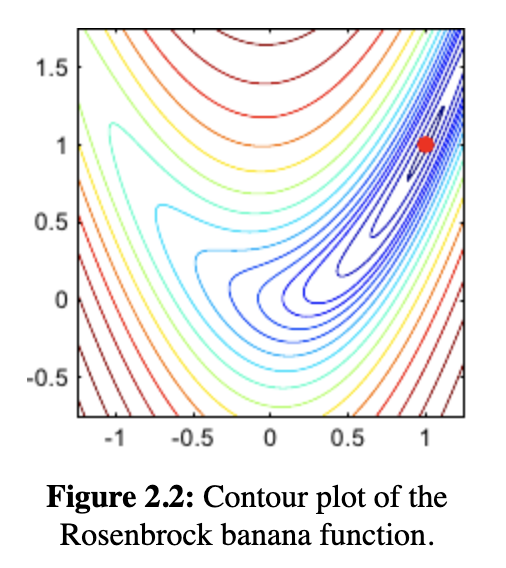 1.5
1
0.5
0
-0.5
-1 -0.5 0 0.5 1
Figure 2.2: Contour plot of the
Rosenbrock banana function.